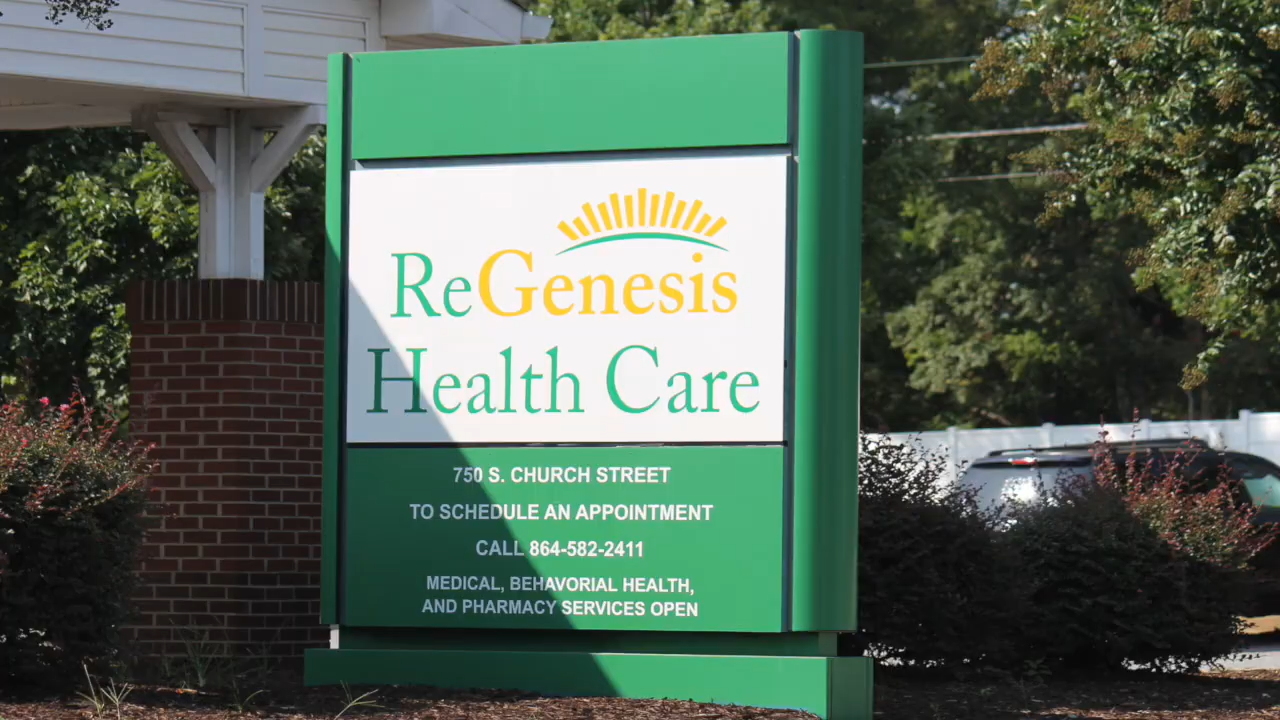 ReGenesis
Health Care
750 S. CHURCH STREET
TO SCHEDULE AN APPOINTMENT
CALL 864-582-2411
MEDICAL, BEHAVORIAL HEALTH,
AND PHARMACY SERVICES OPEN